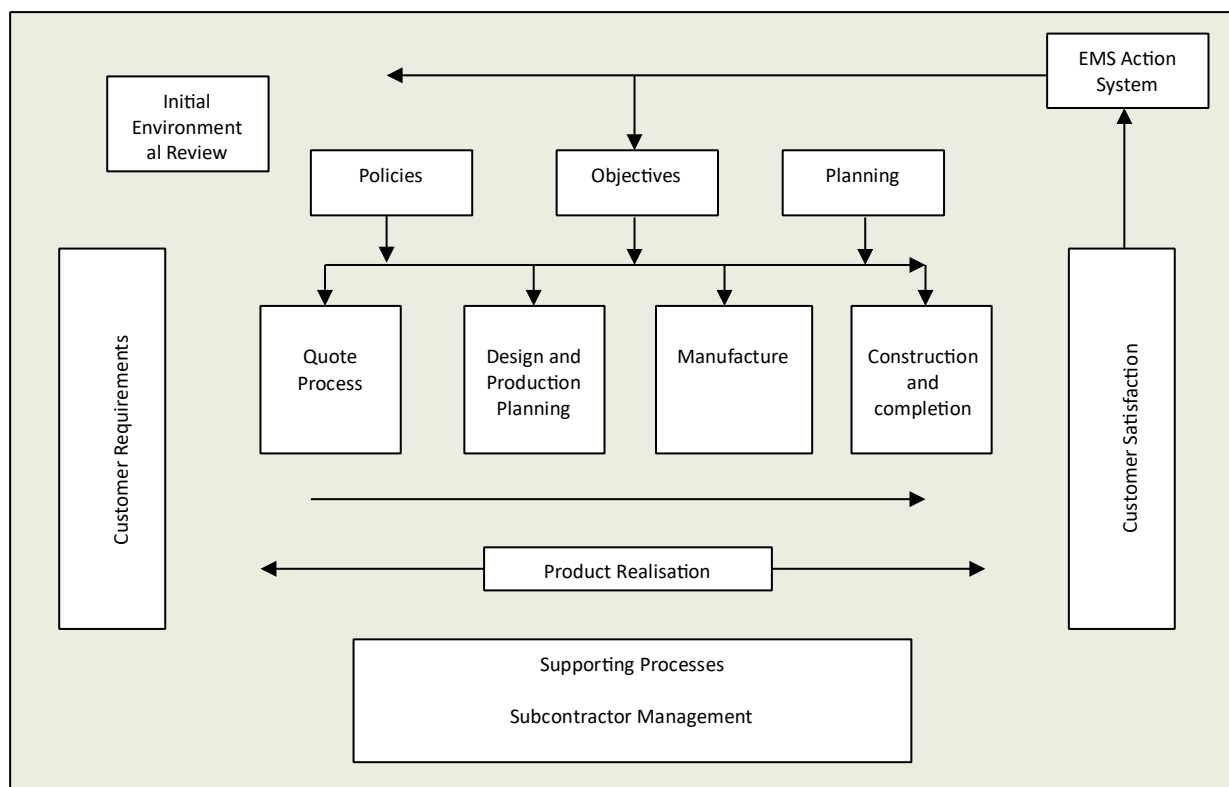 EMS Action
System
Initial
Environment
al Review
Policies
Objectives
Planning
Customer Requirements
Quote
Process
Design and
Production
Planning
Manufacture
Construction
and
completion
Customer Satisfaction
Product Realisation
Supporting Processes
Subcontractor Management